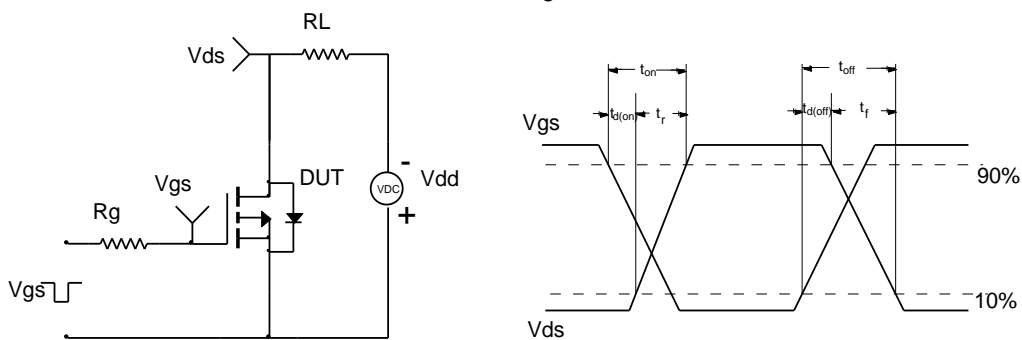 RL
Vds
Vgs
DUT
-
VDC
Vdd
+
Rg
Vgs
ton
toff
td(on)
tr
td(off)
tf
Vgs
90%
10%
Vds